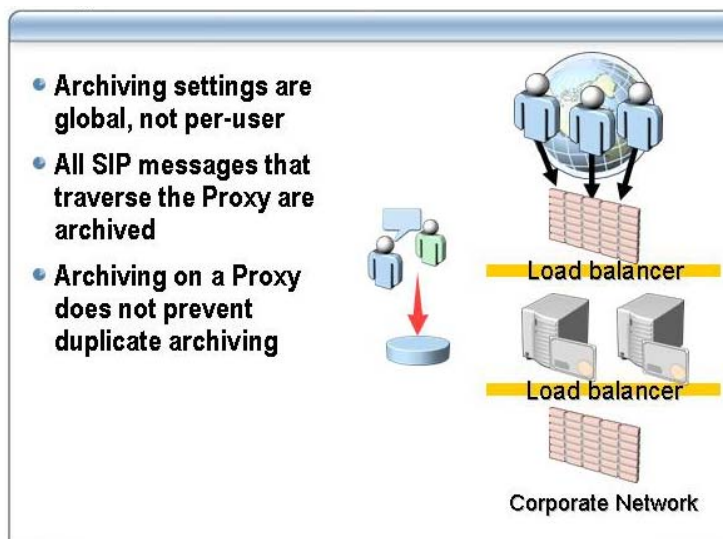 Archiving settings are
global, not per-user
All SIP messages that
traverse the Proxy are
archived
Archiving on a Proxy
does not prevent
duplicate archiving
Load balancer
Load balancer
Corporate Network